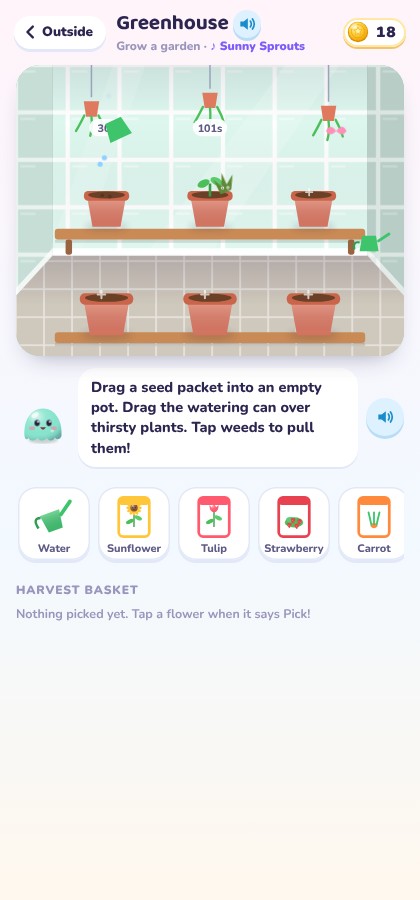 Outside
Greenhouse
Grow a garden · ♪ Sunny Sprouts
18
101s
Drag a seed packet into an empty
pot. Drag the watering can over
thirsty plants. Tap weeds to pull
them!
Water
Sunflower
Tulip
Strawberry
Carrot
HARVEST BASKET
Nothing picked yet. Tap a flower when it says Pick!